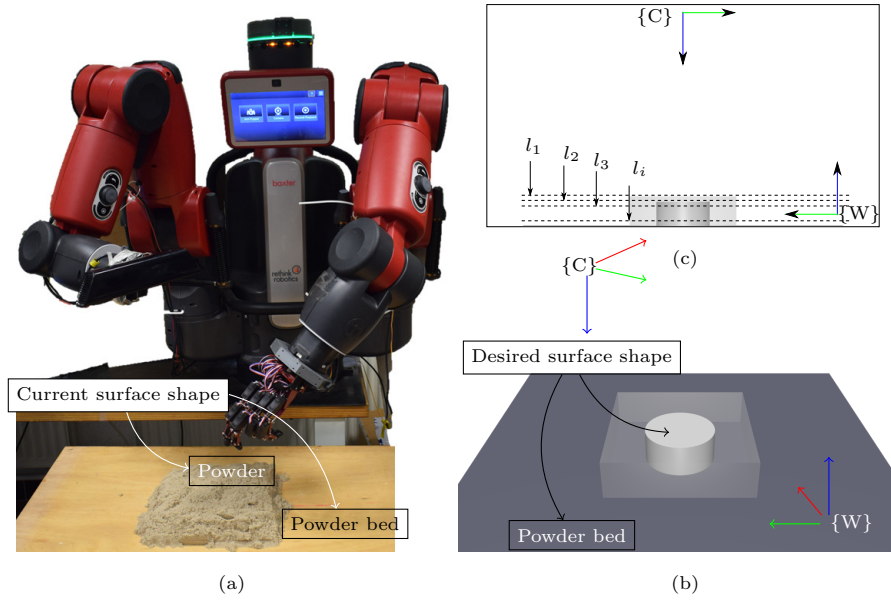 baxter
rethink
robotics
Current surface shape
Powder
Powder bed
(a)
{C}
l₁
l₂
l₃
lᵢ
{W}
(c)
{C}
Desired surface shape
{W}
Powder bed
(b)